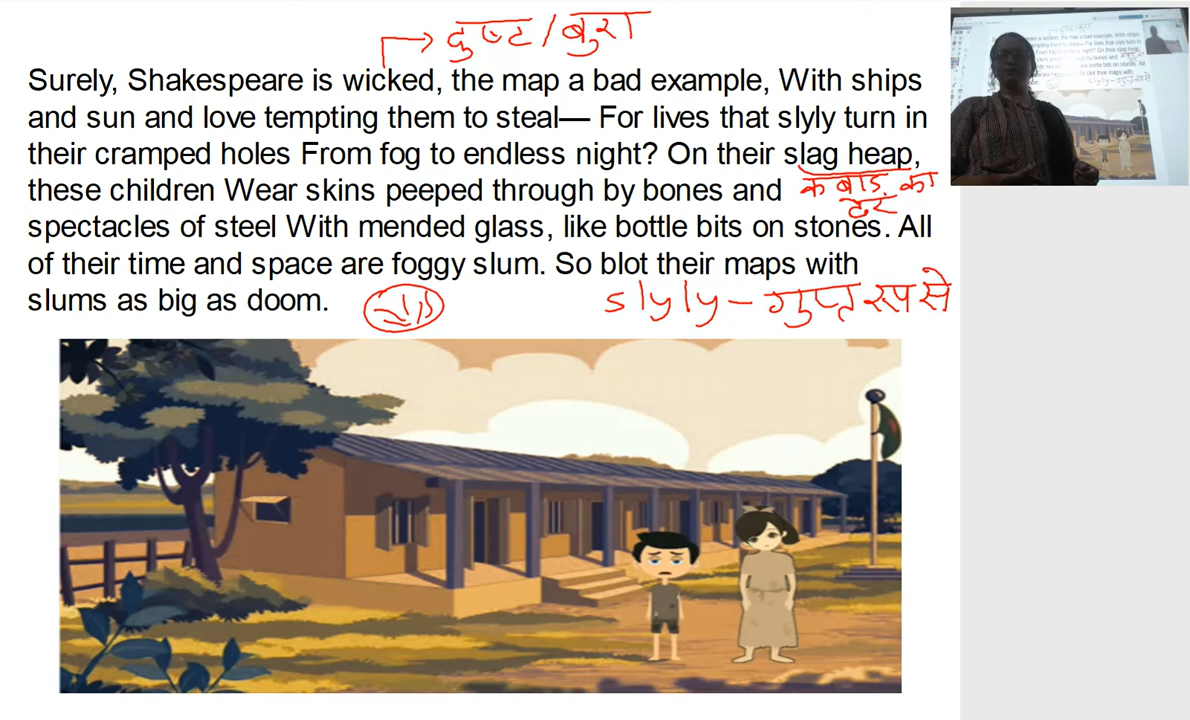 दुष्ट/बुरा
Surely, Shakespeare is wicked, the map a bad example, With ships
and sun and love tempting them to steal— For lives that slyly turn in
their cramped holes From fog to endless night? On their slag heap,
these children Wear skins peeped through by bones and
कबाड़ का
ढेर
spectacles of steel With mended glass, like bottle bits on stones. All
of their time and space are foggy slum. So blot their maps with
slums as big as doom.
slyly – गुप्त रूप से